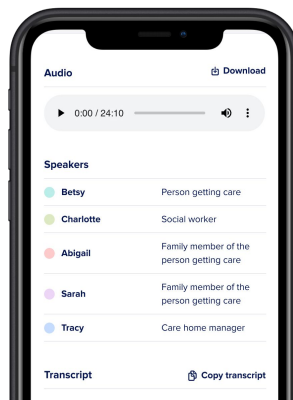 Audio
Download
0:00 / 24:10
Speakers
Betsy Person getting care
Charlotte Social worker
Abigail Family member of the
person getting care
Sarah Family member of the
person getting care
Tracy Care home manager
Transcript
Copy transcript